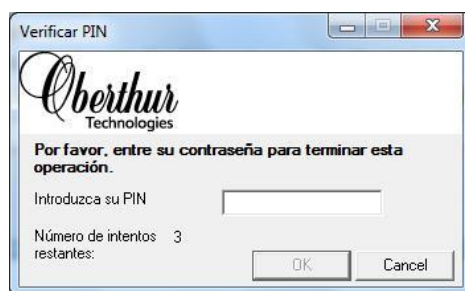 Verificar PIN
Oberthur
Technologies
Por favor, entre su contraseña para terminar esta
operación.
Introduzca su PIN
Número de intentos 3
restantes:
OK Cancel